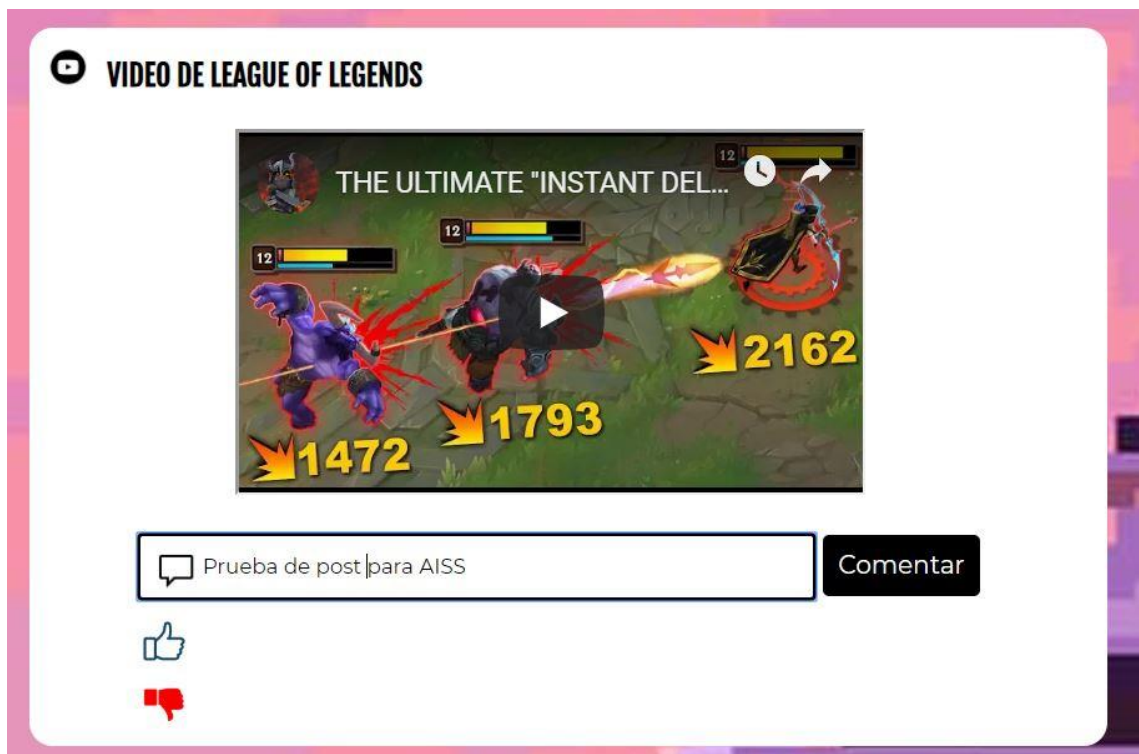 VIDEO DE LEAGUE OF LEGENDS
THE ULTIMATE "INSTANT DEL...
12
12
12
2162
1793
1472
Prueba de post para AISS
Comentar